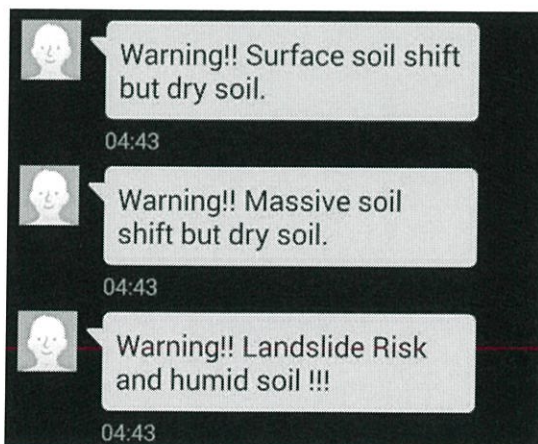 Warning!! Surface soil shift
but dry soil.
04:43
Warning!! Massive soil
shift but dry soil.
04:43
Warning!! Landslide Risk
and humid soil !!!
04:43